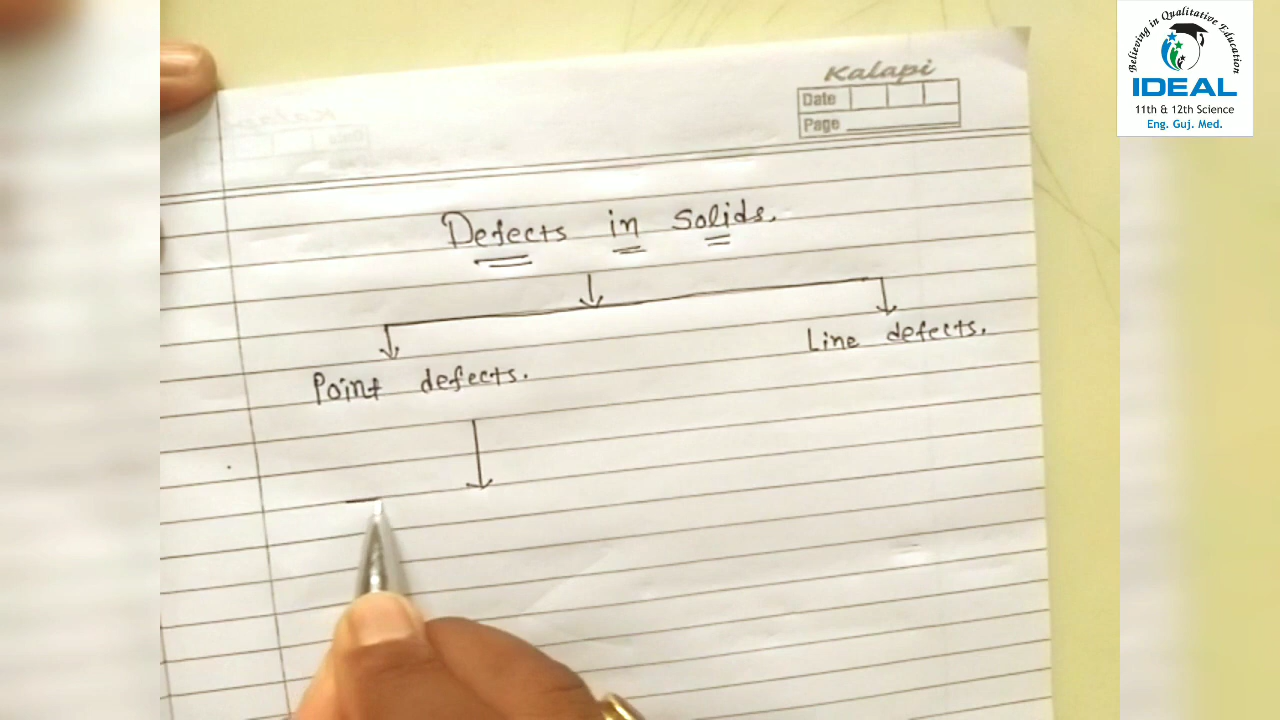 Believing in Qualitative Education
IDEAL
11th & 12th Science
Eng. Guj. Med.
Kalapi
Date
Page
Defects in Solids.
Point defects.
Line defects.